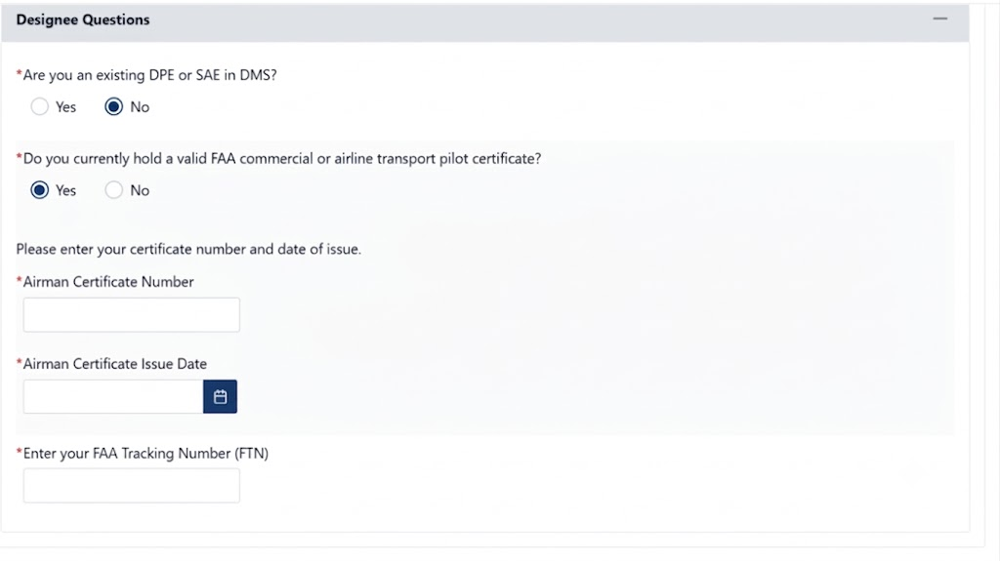 Designee Questions
*Are you an existing DPE or SAE in DMS?
Yes No
*Do you currently hold a valid FAA commercial or airline transport pilot certificate?
Yes No
Please enter your certificate number and date of issue.
*Airman Certificate Number
*Airman Certificate Issue Date
*Enter your FAA Tracking Number (FTN)